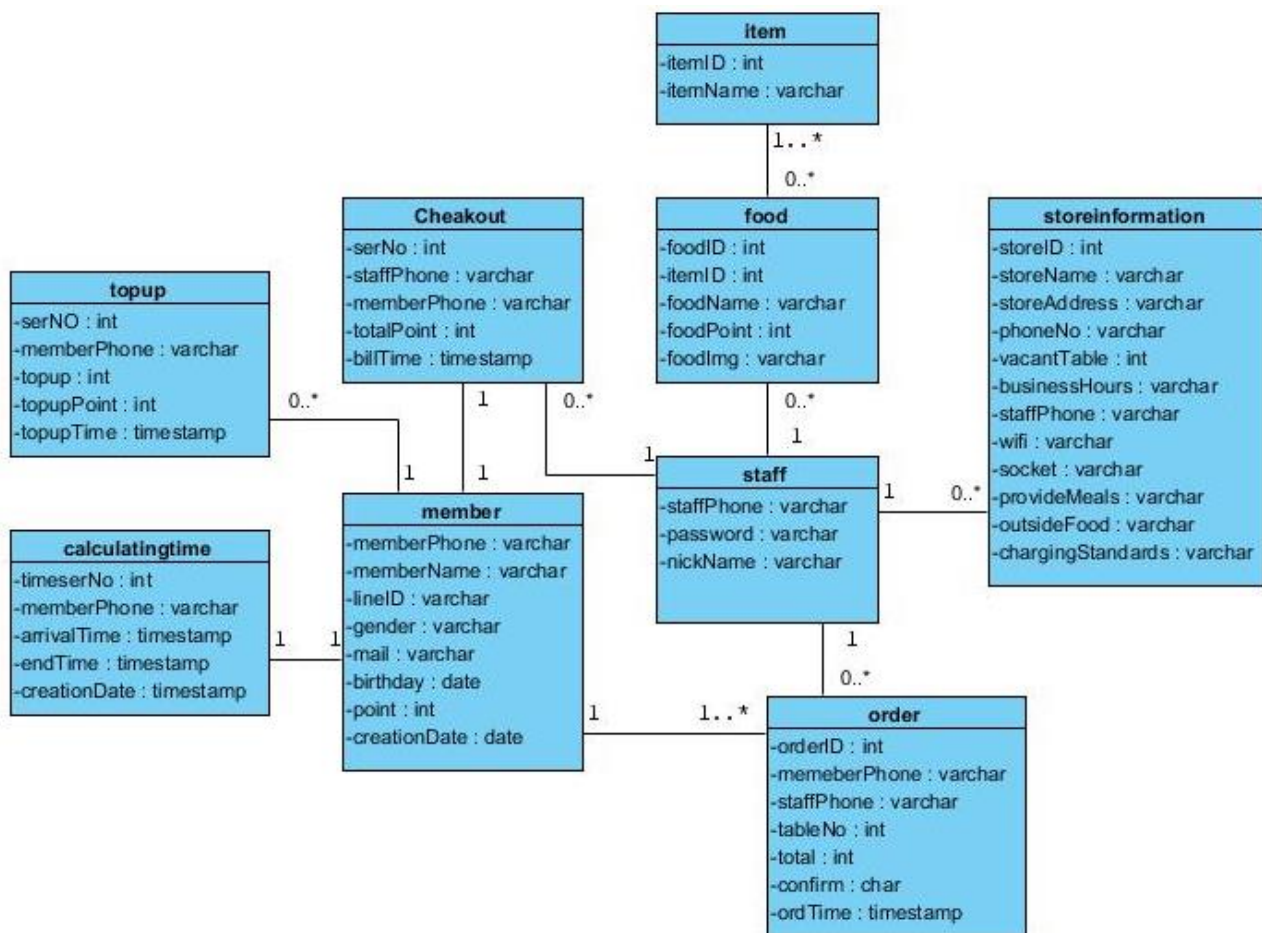 item
-itemID : int
-itemName : varchar
1..*
0..*
Cheakout
-serNo : int
-staffPhone : varchar
-memberPhone : varchar
-totalPoint : int
-billTime : timestamp
food
-foodID : int
-itemID : int
-foodName : varchar
-foodPoint : int
-foodImg : varchar
storeinformation
-storeID : int
-storeName : varchar
-storeAddress : varchar
-phoneNo : varchar
-vacantTable : int
-businessHours : varchar
-staffPhone : varchar
-wifi : varchar
-socket : varchar
-provideMeals : varchar
-outsideFood : varchar
-chargingStandards : varchar
topup
-serNO : int
-memberPhone : varchar
-topup : int
-topupPoint : int
-topupTime : timestamp
0..*
1
1
1
0..*
1
0..*
1
1
0..*
member
-memberPhone : varchar
-memberName : varchar
-lineID : varchar
-gender : varchar
-mail : varchar
-birthday : date
-point : int
-creationDate : date
staff
-staffPhone : varchar
-password : varchar
-nickName : varchar
calculatingtime
-timeserNo : int
-memberPhone : varchar
-arrivalTime : timestamp
-endTime : timestamp
-creationDate : timestamp
1
1
1
0..*
1
1..*
order
-orderID : int
-memeberPhone : varchar
-staffPhone : varchar
-tableNo : int
-total : int
-confirm : char
-ordTime : timestamp